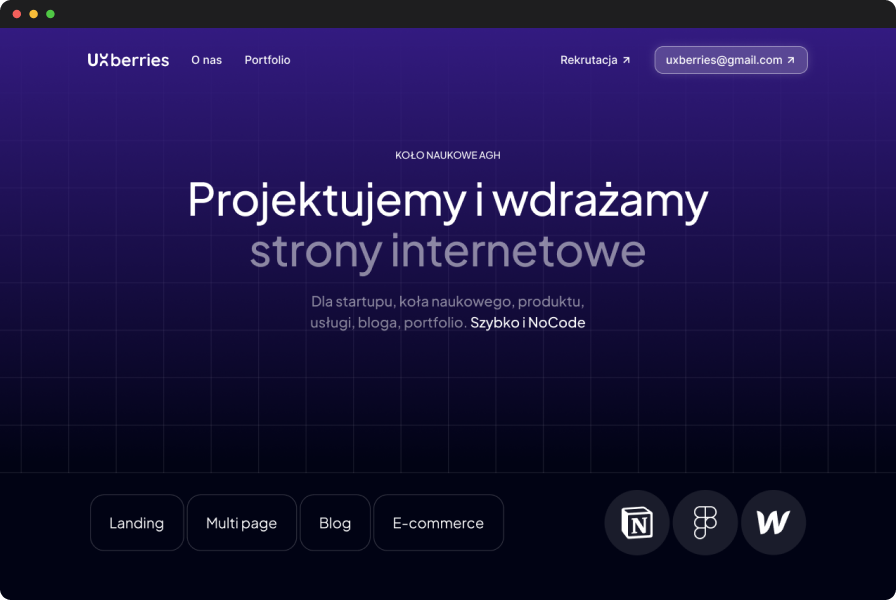 UXberries
O nas
Portfolio
Rekrutacja ↗
uxberries@gmail.com ↗
KOŁO NAUKOWE AGH
Projektujemy i wdrażamy
strony internetowe
Dla startupu, koła naukowego, produktu,
usługi, bloga, portfolio. Szybko i NoCode
Landing
Multi page
Blog
E-commerce
N
W